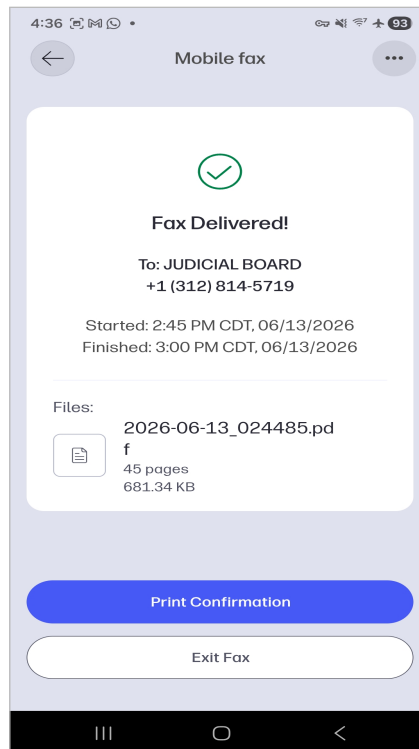 4:36
93
Mobile fax
Fax Delivered!
To: JUDICIAL BOARD
+1 (312) 814-5719
Started: 2:45 PM CDT, 06/13/2026
Finished: 3:00 PM CDT, 06/13/2026
Files:
2026-06-13_024485.pd
f
45 pages
681.34 KB
Print Confirmation
Exit Fax